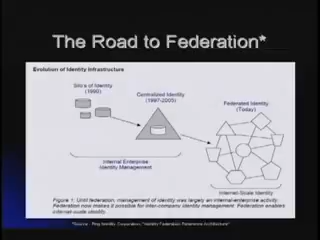 The Road to Federation*
Evolution of Identity Infrastructure
Silo's of Identity
(1990)
Centralized Identity
(1997-2005)
Federated Identity
(Today)
Internal Enterprise
Identity Management
Internet-Scale Identity
Figure 1: Until federation, management of identity was largely an internal-enterprise activity.
Federation now makes it possible for inter-company identity management. Federation enables
internet-scale identity.
*Source - Ping Identity Corporation, "Identity Federation Governance Architecture"